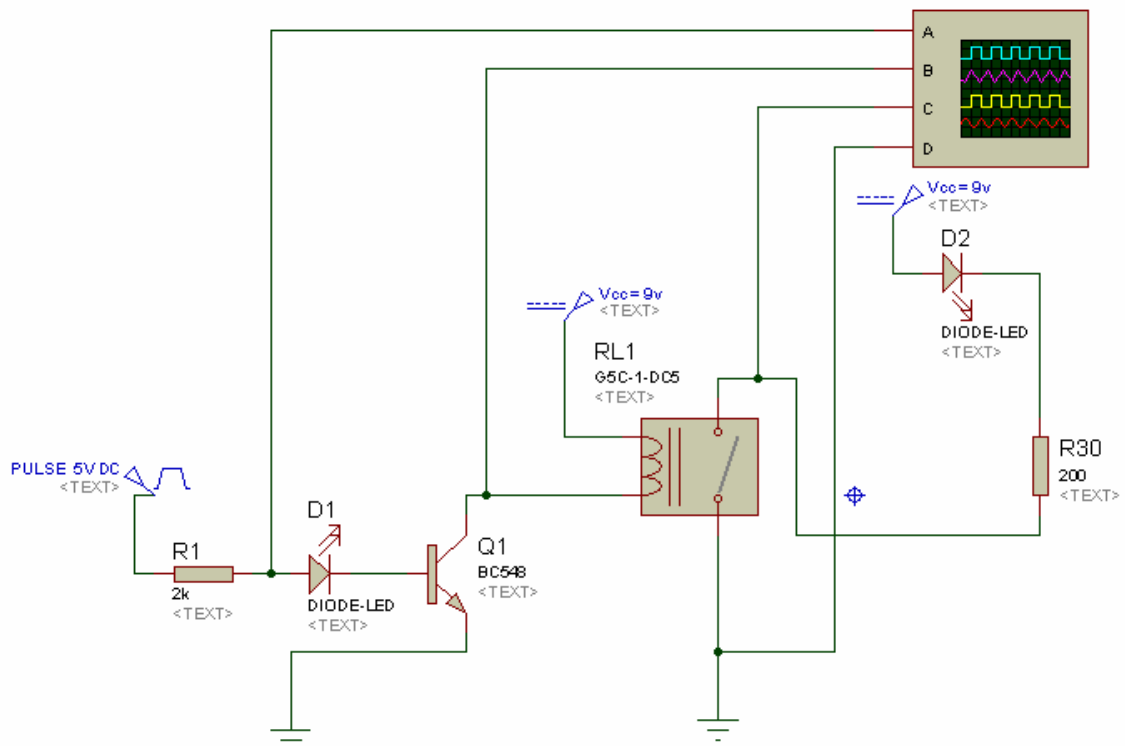 A
B
C
D
Vcc=9v
<TEXT>
D2
DIODE-LED
<TEXT>
Vcc=9v
<TEXT>
RL1
G5C-1-DC5
<TEXT>
R30
200
<TEXT>
PULSE 5V DC
<TEXT>
R1
2k
<TEXT>
D1
DIODE-LED
<TEXT>
Q1
BC548
<TEXT>